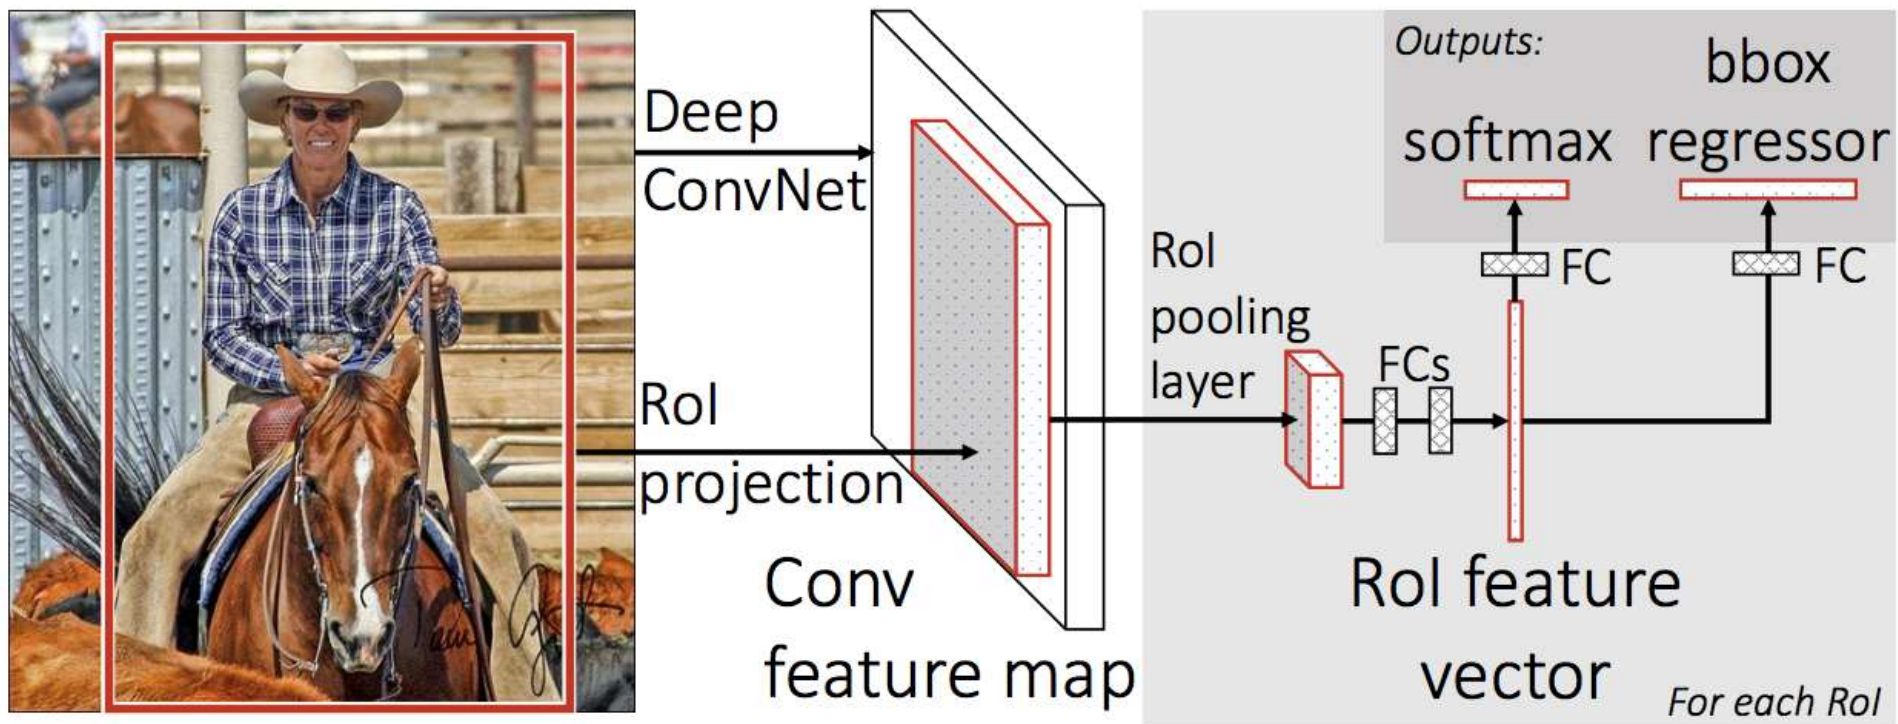 Deep
ConvNet
RoI
projection
Conv
feature map
RoI
pooling
layer
FCs
RoI feature
vector
For each RoI
Outputs:
softmax
bbox
regressor
FC
FC